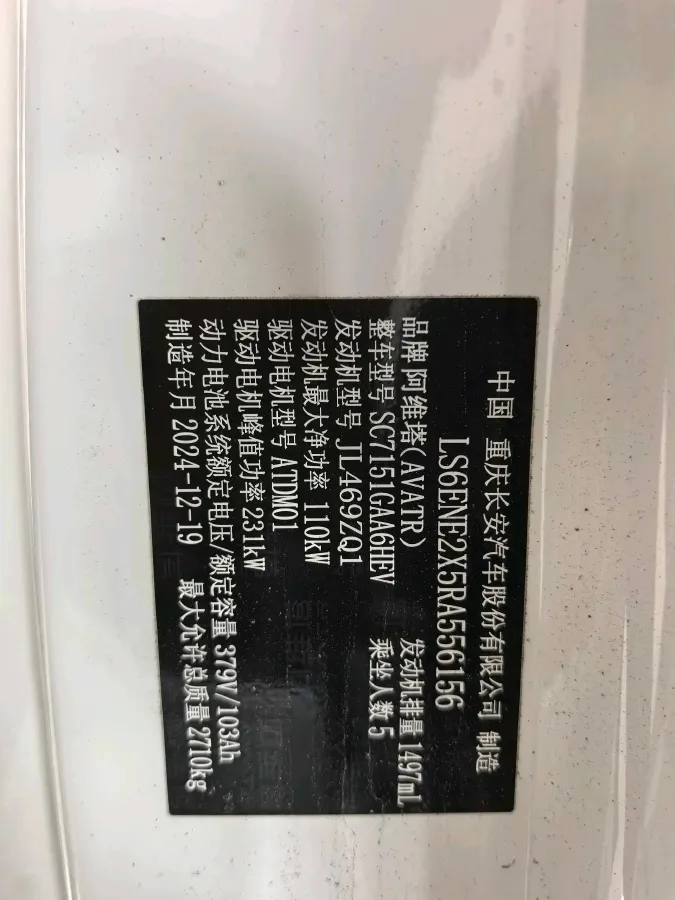 中国 重庆长安汽车股份有限公司 制造
LS6ENE2X5RA556156
品牌 阿维塔(AVATR) 发动机排量 1497mL
整车型号 SC7151GAA6HEV 乘坐人数 5
发动机型号 JL469ZQ1
发动机最大净功率 110kW
驱动电机型号 ATDM01
驱动电机峰值功率 231kW
动力电池系统额定电压/额定容量 379V/103Ah
制造年月 2024-12-19 最大允许总质量 2710kg